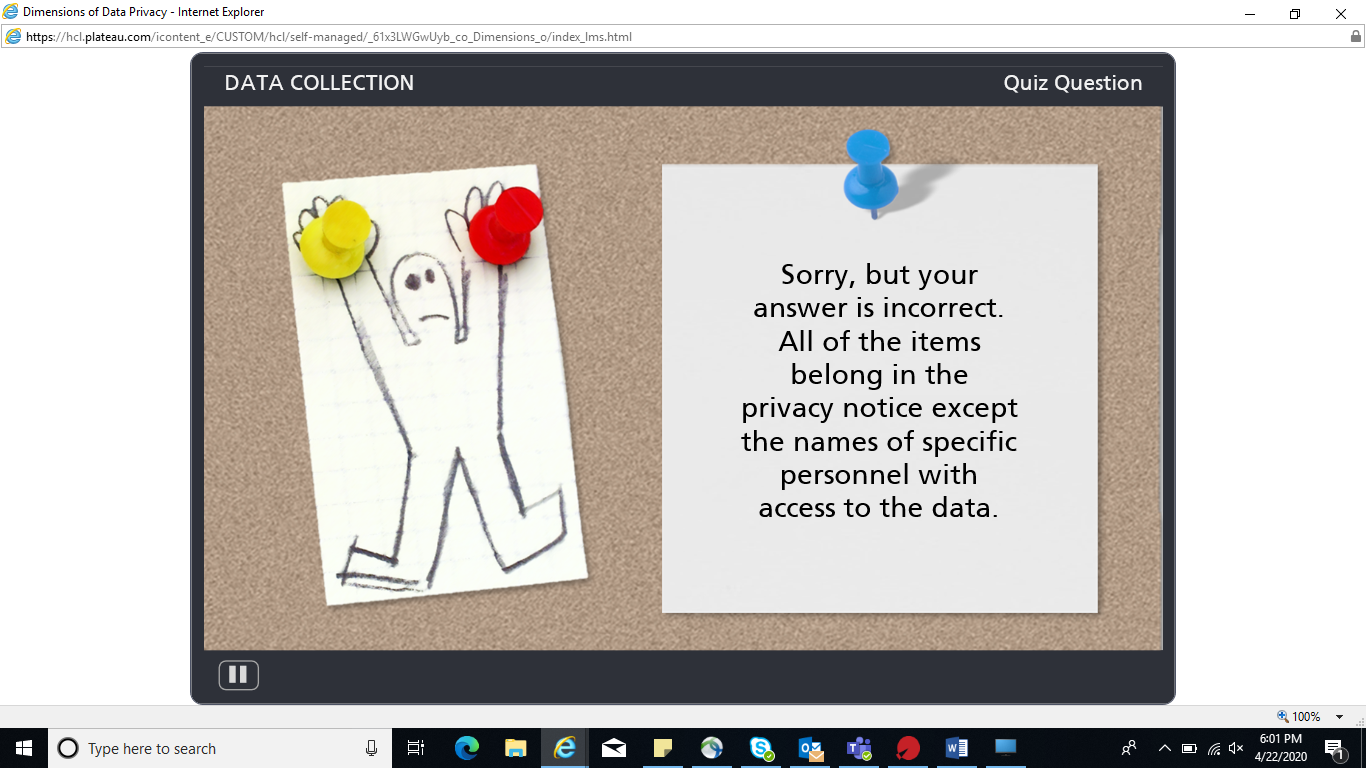 Dimensions of Data Privacy - Internet Explorer
https://hcl.plateau.com/icontent_e/CUSTOM/hcl/self-managed/_61x3LWGwUyb_co_Dimensions_o/index_lms.html
DATA COLLECTION
Quiz Question
Sorry, but your
answer is incorrect.
All of the items
belong in the
privacy notice except
the names of specific
personnel with
access to the data.
100%
Type here to search
6:01 PM
4/22/2020
1